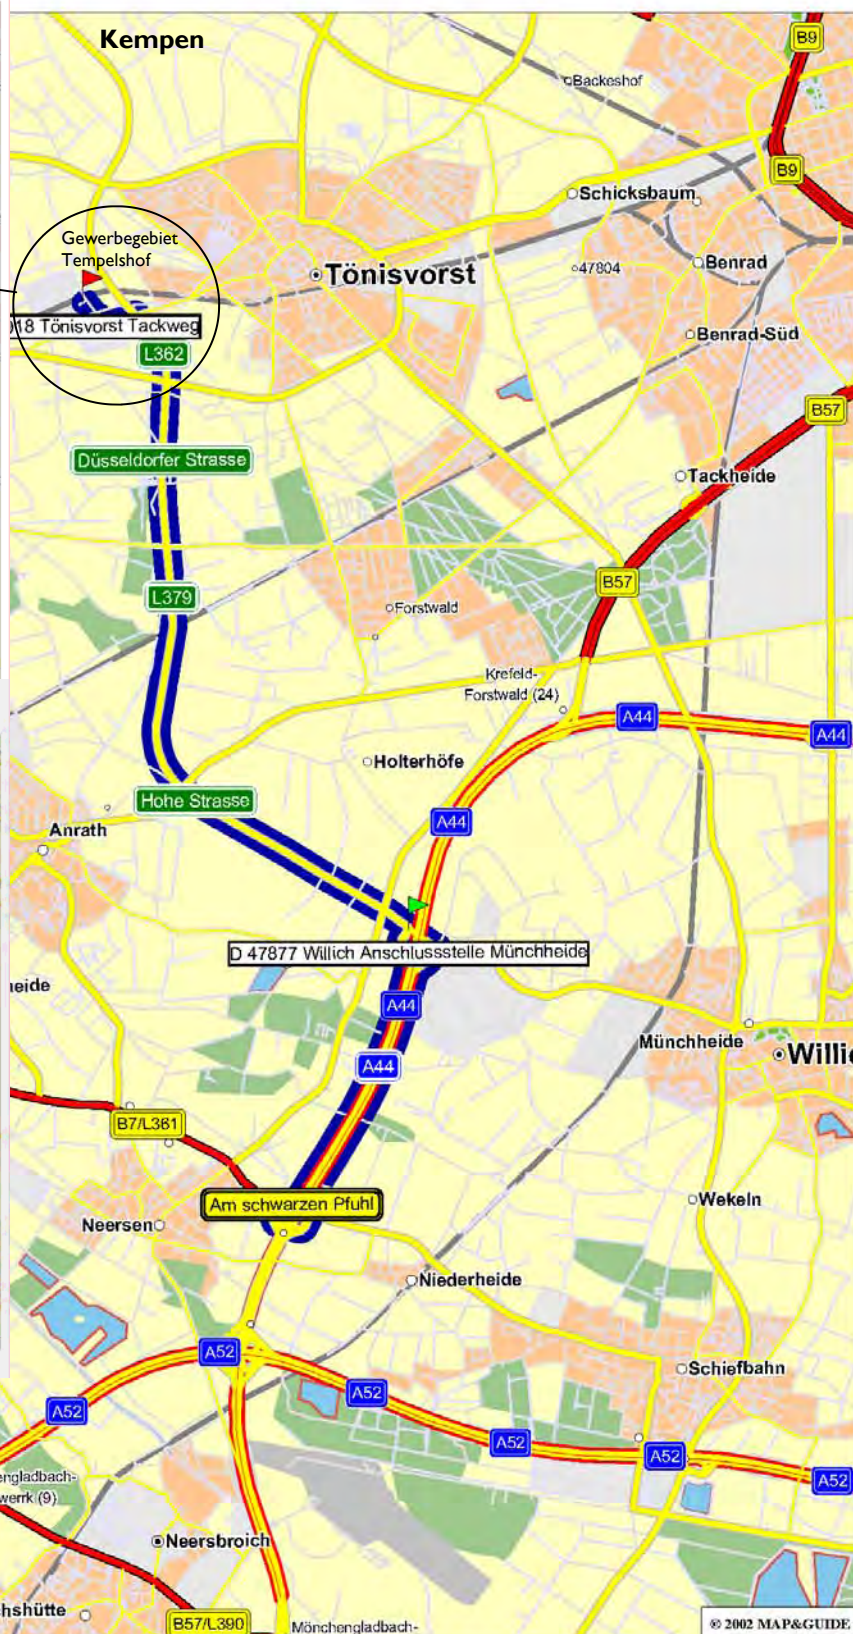 Kempen
B9
Backeshof
B9
Schicksbaum
Gewerbegebiet
Tempelshof
Tönisvorst
47804
Benrad
918 Tönisvorst Tackweg
Benrad-Süd
L362
B57
Düsseldorfer Strasse
Tackheide
B57
L379
Forstwald
Krefeld-
Forstwald (24)
A44
A44
Holterhöfe
Hohe Strasse
A44
Anrath
D 47877 Willich Anschlussstelle Münchheide
eide
A44
Münchheide
Willi
A44
B7/L361
Am schwarzen Pfuhl
Wekeln
Neersen
Niederheide
A52
Schiefbahn
A52
A52
A52
A52
A52
engladbach-
werrk (9)
Neersbroich
hshütte
B57/L390
Mönchengladbach-
© 2002 MAP&GUIDE